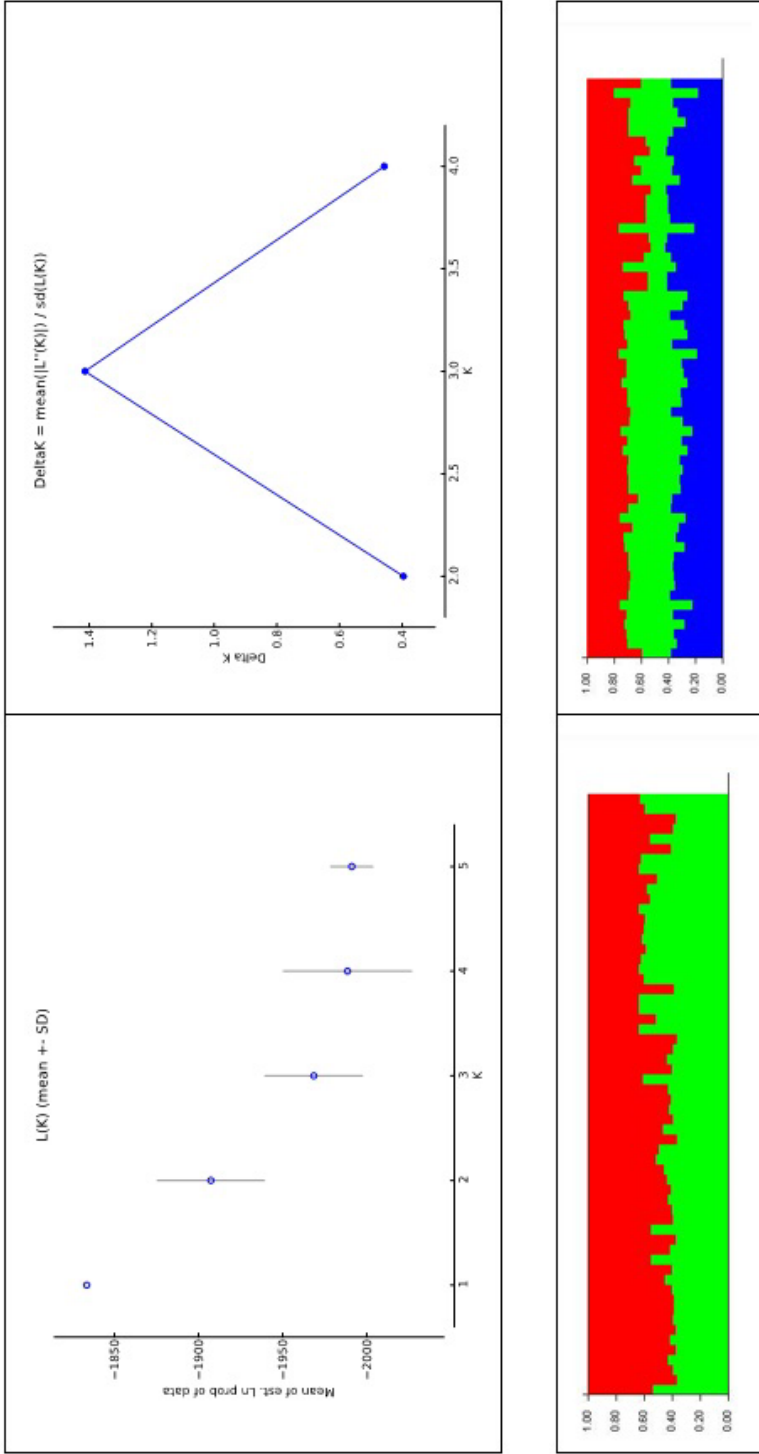 L(K) (mean +- SD)
Mean of est. Ln prob of data
−1850
−1900
−1950
−2000
1 2 3 4 5
K
DeltaK = mean(|L''(K)|) / sd(L(K))
Delta K
1.4
1.2
1.0
0.8
0.6
0.4
2.0 2.5 3.0 3.5 4.0
K
1.00
0.80
0.60
0.40
0.20
0.00
1.00
0.80
0.60
0.40
0.20
0.00